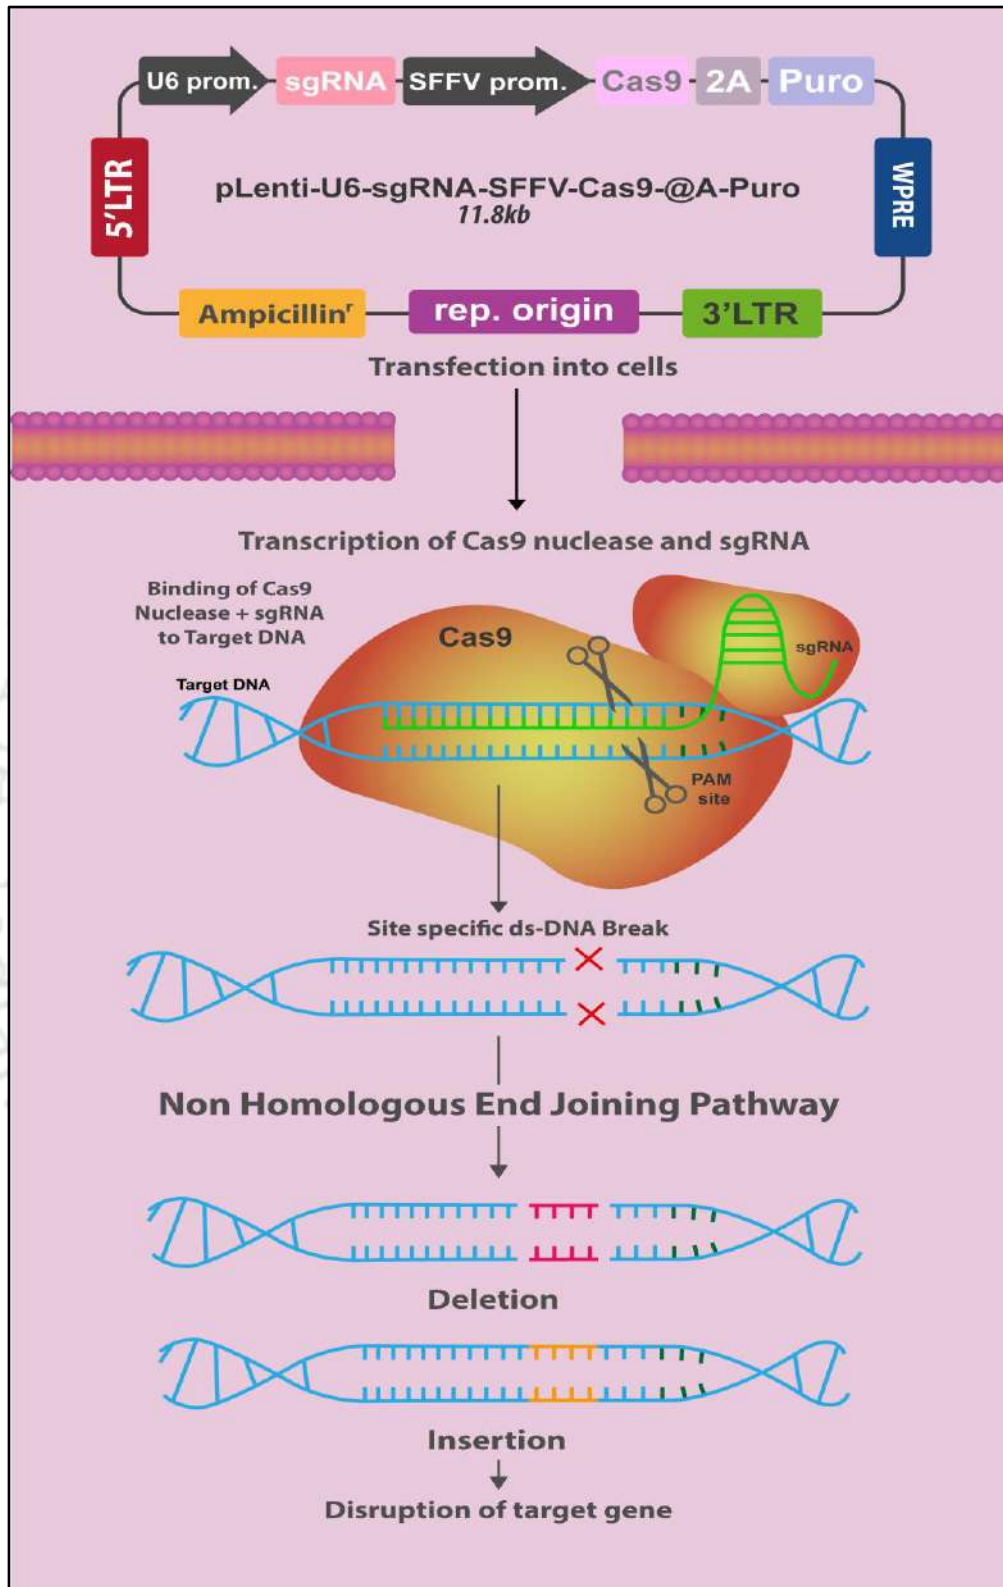 U6 prom. sgRNA SFFV prom. Cas9 2A Puro
5'LTR
pLenti-U6-sgRNA-SFFV-Cas9-@A-Puro
11.8kb
WPRE
Ampicillinʳ rep. origin 3'LTR
Transfection into cells
Transcription of Cas9 nuclease and sgRNA
Binding of Cas9
Nuclease + sgRNA
to Target DNA
Cas9
sgRNA
Target DNA
PAM
site
Site specific ds-DNA Break
Non Homologous End Joining Pathway
Deletion
Insertion
Disruption of target gene